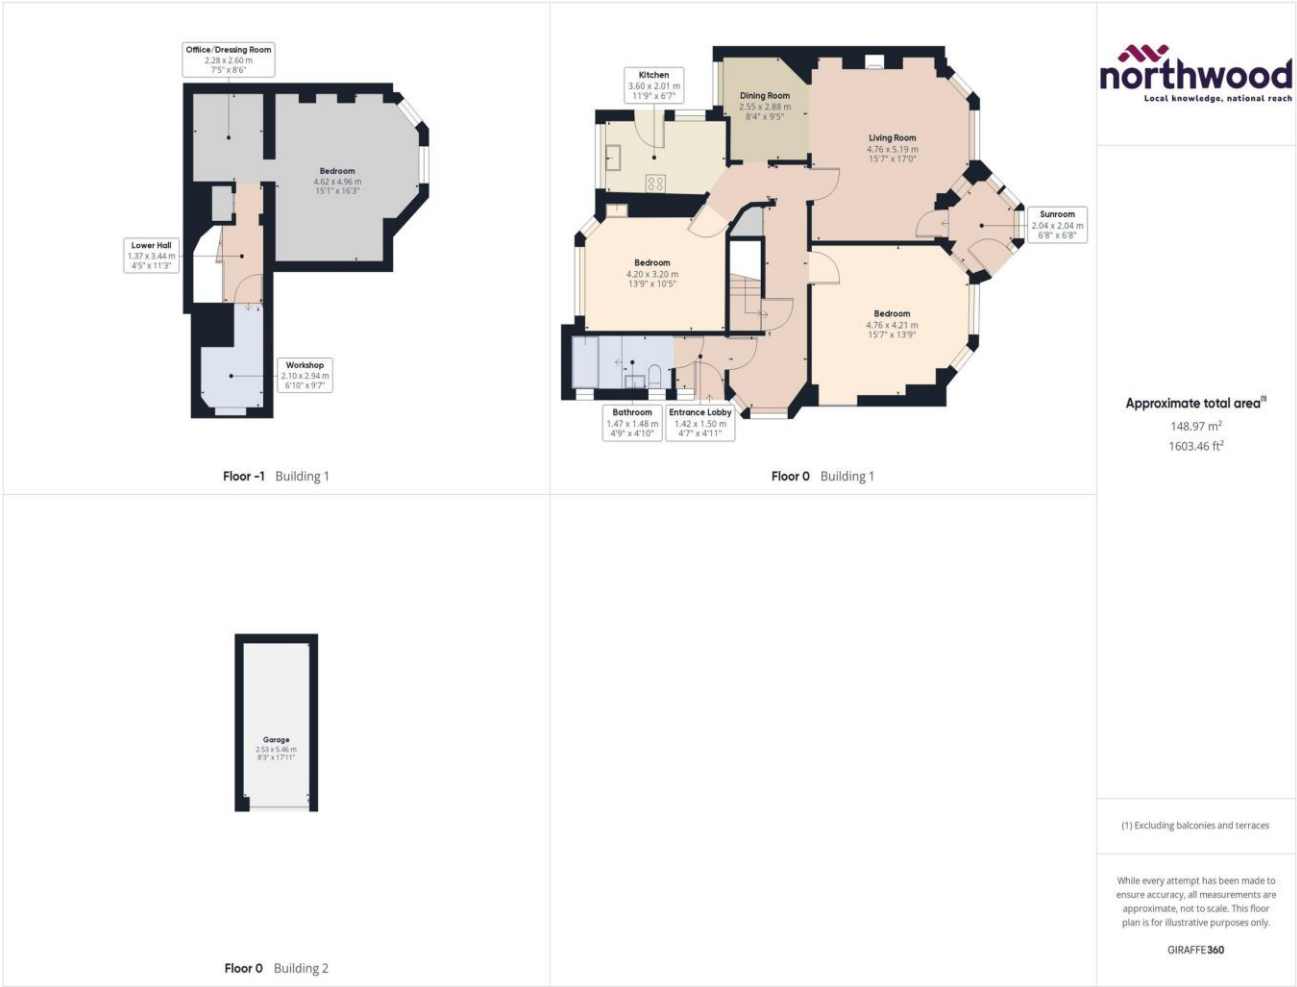 Office/Dressing Room
2.28 x 2.60 m
7'5" x 8'6"
Bedroom
4.62 x 4.96 m
15'1" x 16'3"
Lower Hall
1.37 x 3.44 m
4'5" x 11'3"
Workshop
2.10 x 2.94 m
6'10" x 9'7"
Floor -1 Building 1
Kitchen
3.60 x 2.01 m
11'9" x 6'7"
Dining Room
2.55 x 2.88 m
8'4" x 9'5"
Living Room
4.76 x 5.19 m
15'7" x 17'0"
Sunroom
2.04 x 2.04 m
6'8" x 6'8"
Bedroom
4.20 x 3.20 m
13'9" x 10'5"
Bedroom
4.76 x 4.21 m
15'7" x 13'9"
Bathroom
1.47 x 1.48 m
4'9" x 4'10"
Entrance Lobby
1.42 x 1.50 m
4'7" x 4'11"
Floor 0 Building 1
Garage
2.53 x 5.46 m
8'3" x 17'11"
Floor 0 Building 2
northwood
Local knowledge, national reach
Approximate total area(1)
148.97 m²
1603.46 ft²
(1) Excluding balconies and terraces
While every attempt has been made to
ensure accuracy, all measurements are
approximate, not to scale. This floor
plan is for illustrative purposes only.
GIRAFFE360